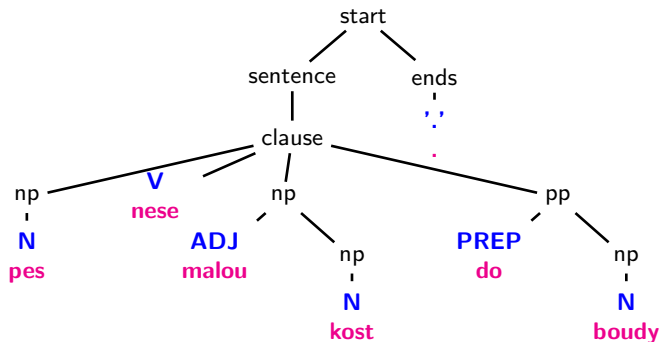 start
sentence ends
'.'
clause .
np V np pp
nese
N ADJ np PREP np
pes malou do
N N
kost boudy